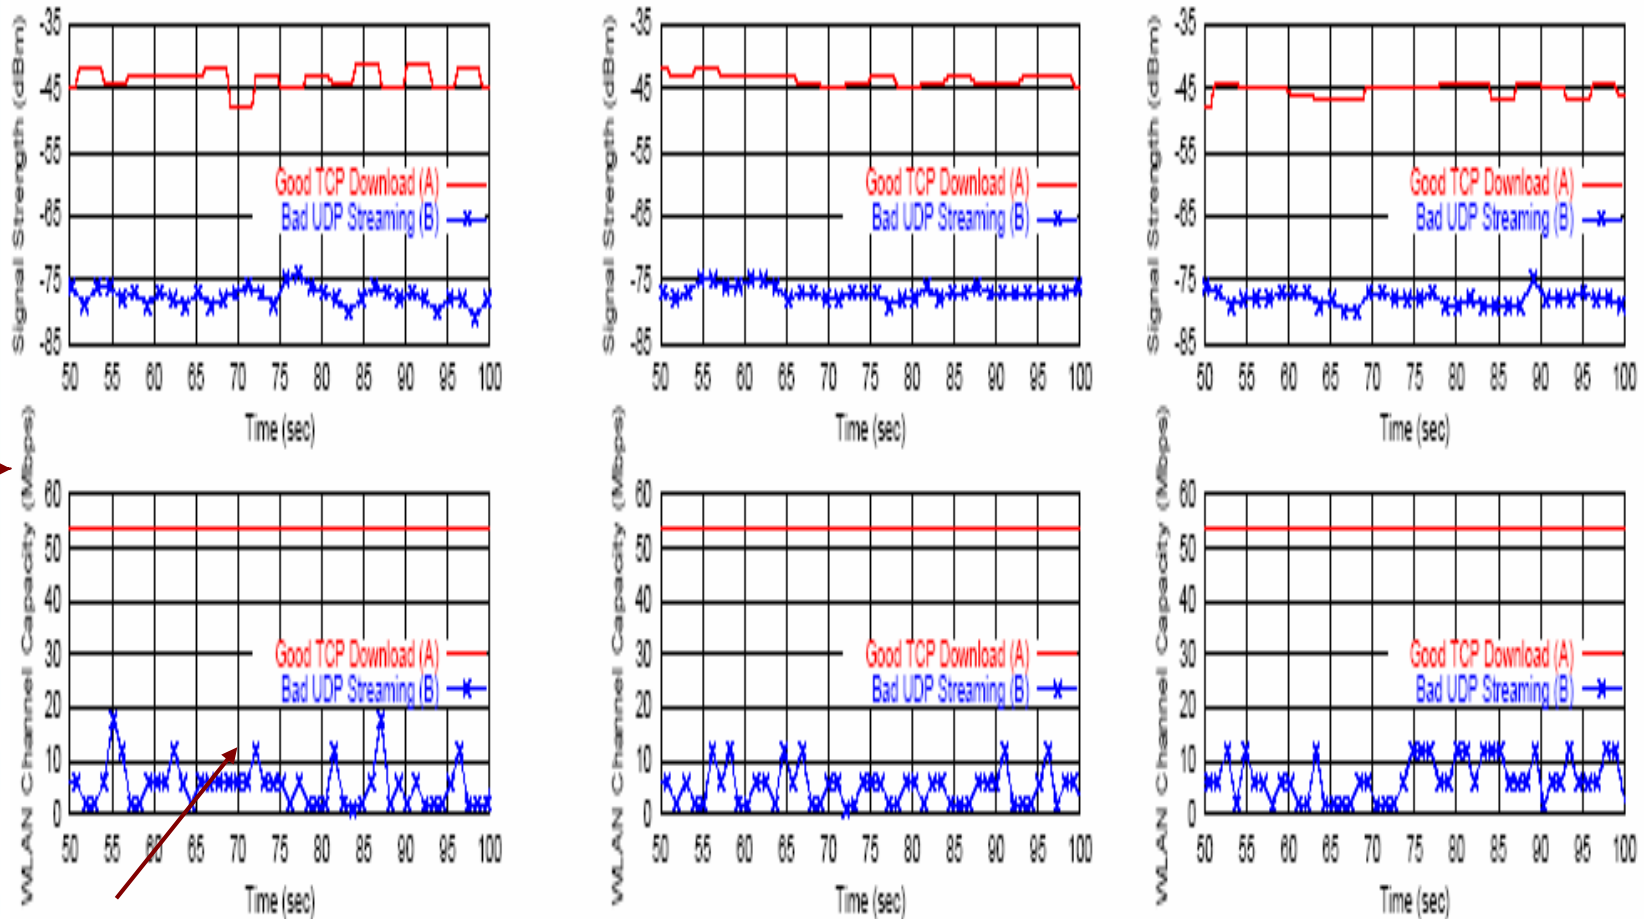 Signal Strength (dBm)
-35
-45
-55
-65
-75
-85
Good TCP Download (A)
Bad UDP Streaming (B)
50 55 60 65 70 75 80 85 90 95 100
Time (sec)
Signal Strength (dBm)
-35
-45
-55
-65
-75
-85
Good TCP Download (A)
Bad UDP Streaming (B)
50 55 60 65 70 75 80 85 90 95 100
Time (sec)
Signal Strength (dBm)
-35
-45
-55
-65
-75
-85
Good TCP Download (A)
Bad UDP Streaming (B)
50 55 60 65 70 75 80 85 90 95 100
Time (sec)
WLAN Channel Capacity (Mbps)
60
50
40
30
20
10
0
Good TCP Download (A)
Bad UDP Streaming (B)
50 55 60 65 70 75 80 85 90 95 100
Time (sec)
WLAN Channel Capacity (Mbps)
60
50
40
30
20
10
0
Good TCP Download (A)
Bad UDP Streaming (B)
50 55 60 65 70 75 80 85 90 95 100
Time (sec)
WLAN Channel Capacity (Mbps)
60
50
40
30
20
10
0
Good TCP Download (A)
Bad UDP Streaming (B)
50 55 60 65 70 75 80 85 90 95 100
Time (sec)